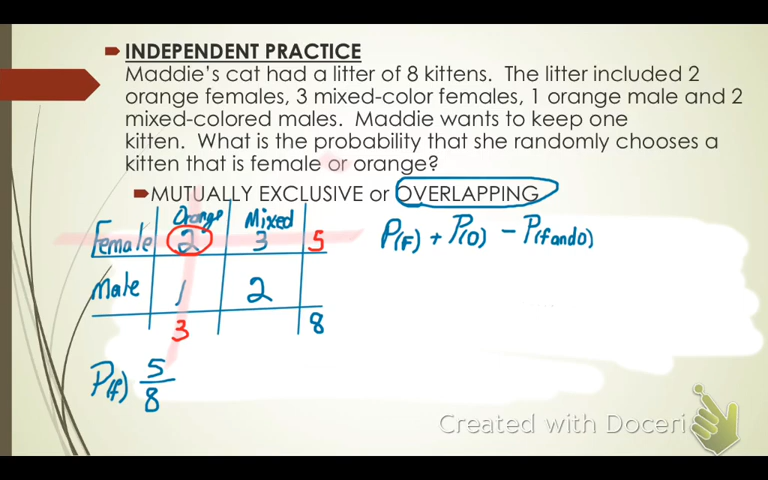 INDEPENDENT PRACTICE
Maddie's cat had a litter of 8 kittens. The litter included 2
orange females, 3 mixed-color females, 1 orange male and 2
mixed-colored males. Maddie wants to keep one
kitten. What is the probability that she randomly chooses a
kitten that is female or orange?
MUTUALLY EXCLUSIVE or OVERLAPPING
Orange Mixed
Female 2 3 5
Male 1 2
3 8
P(F) + P(O) - P(f and O)
P(f) 5/8
Created with Doceri